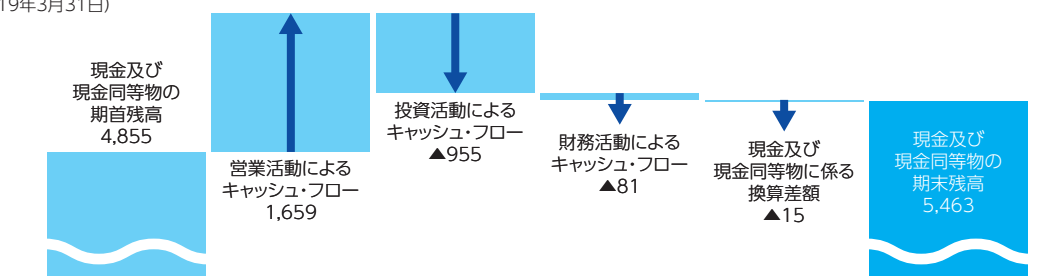 19年3月31日）
現金及び
現金同等物の
期首残高
4,855
営業活動による
キャッシュ・フロー
1,659
投資活動による
キャッシュ・フロー
▲955
財務活動による
キャッシュ・フロー
▲81
現金及び
現金同等物に係る
換算差額
▲15
現金及び
現金同等物の
期末残高
5,463